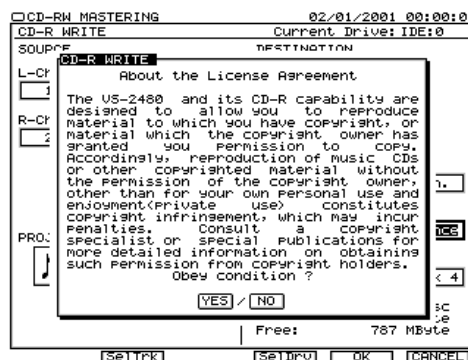 CD-RW MASTERING 02/01/2001 00:00:0
CD-R WRITE Current Drive:IDE:0
SOURCE DESTINATION
CD-R WRITE
About the License Agreement
L-Ch
1
R-Ch
2
The VS-2480 and its CD-R capability are
designed to allow you to reproduce
material to which you have copyright, or
material which the copyright owner has
granted you permission to copy.
Accordingly, reproduction of music CDs
or other copyrighted material without
the permission of the copyright owner,
other than for your own personal use and
enjoyment(private use) constitutes
copyright infringement, which may incur
penalties. Consult a copyright
specialist or special publications for
more detailed information on obtaining
such permission from copyright holders.
Obey condition ?
YES / NO
PROJ
x 4
Free: 787 MByte
SelTrk SelDrv OK CANCEL